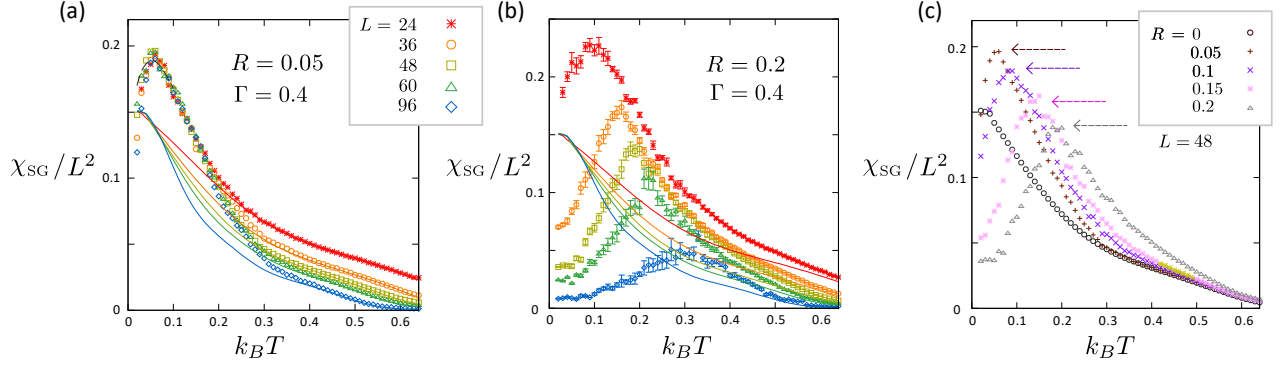 (a)
L = 24
36
48
60
96
R = 0.05
Γ = 0.4
χSG/L²
0.2
0.1
0
0 0.1 0.2 0.3 0.4 0.5 0.6
kBT
(b)
R = 0.2
Γ = 0.4
χSG/L²
0.2
0.1
0
0 0.1 0.2 0.3 0.4 0.5 0.6
kBT
(c)
R = 0
0.05
0.1
0.15
0.2
L = 48
χSG/L²
0.2
0.1
0
0 0.1 0.2 0.3 0.4 0.5 0.6
kBT